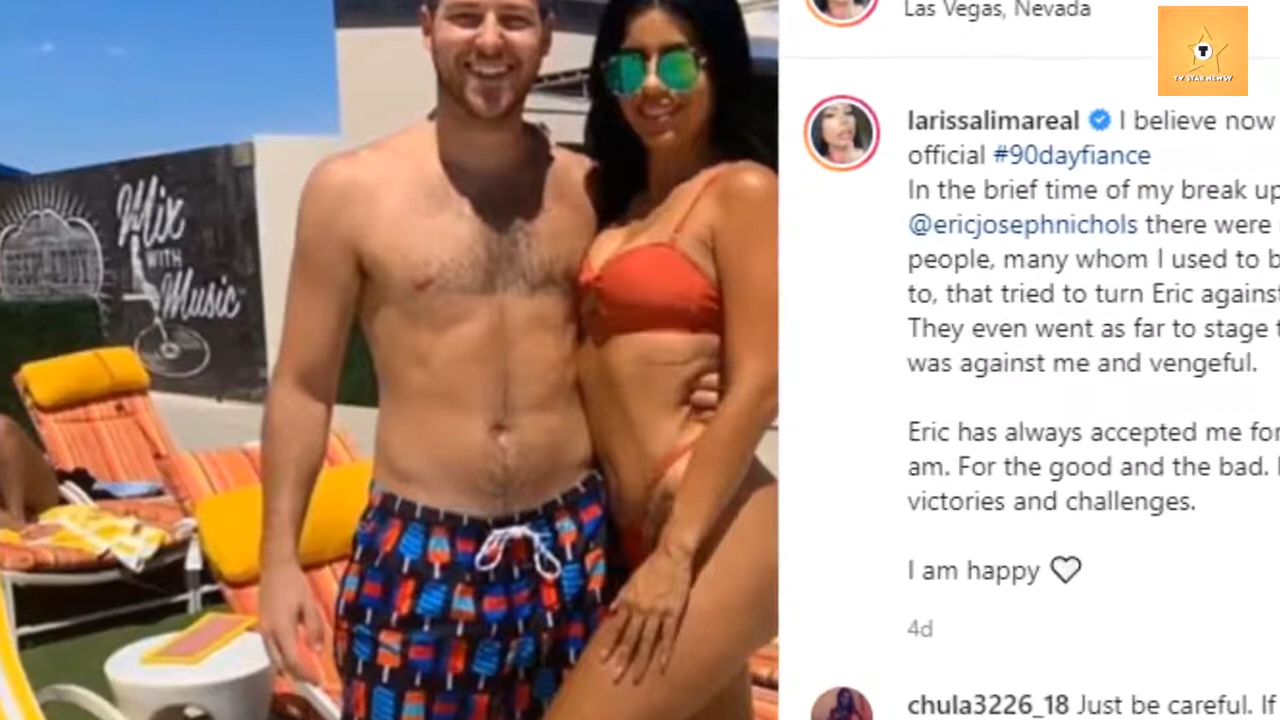 Las Vegas, Nevada
T
TV STAR NEWSY
larissalimareal I believe now
official #90dayfiance
In the brief time of my break up
@ericjosephnichols there were
people, many whom I used to b
to, that tried to turn Eric against
They even went as far to stage t
was against me and vengeful.
Eric has always accepted me for
am. For the good and the bad.
victories and challenges.
I am happy
4d
chula3226_18 Just be careful. If
Mix
WITH
Music